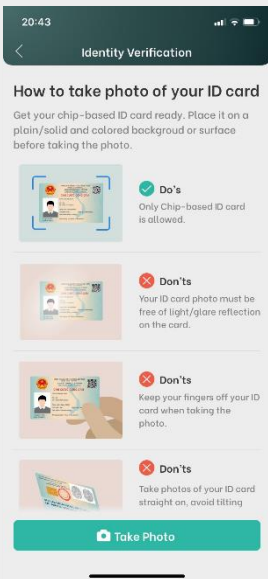 20:43
Identity Verification
How to take photo of your ID card
Get your chip-based ID card ready. Place it on a
plain/solid and colored backgroud or surface
before taking the photo.
Do's
Only Chip-based ID card
is allowed.
Don'ts
Your ID card photo must be
free of light/glare reflection
on the card.
Don'ts
Keep your fingers off your ID
card when taking the
photo.
Don'ts
Take photos of your ID card
straight on, avoid tilting
Take Photo